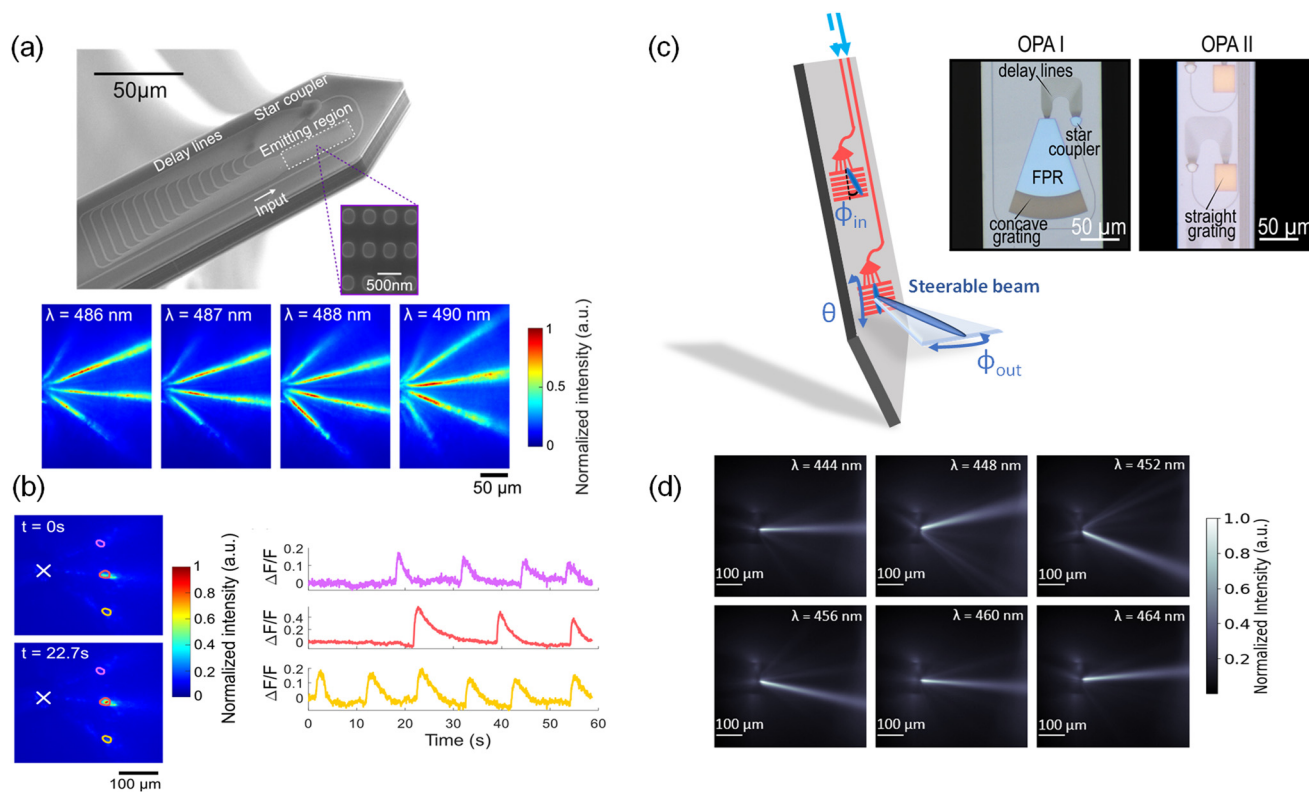 (a)
50μm
Delay lines
Star coupler
Emitting region
Input
500nm
λ = 486 nm
λ = 487 nm
λ = 488 nm
λ = 490 nm
1
0.5
0
Normalized intensity (a.u.)
50 μm
(b)
t = 0s
t = 22.7s
1
0.8
0.6
0.4
0.2
0
Normalized intensity (a.u.)
100 μm
0.2
0.1
0
ΔF/F
0.4
0.2
0
ΔF/F
0.2
0.1
0
ΔF/F
0 10 20 30 40 50 60
Time (s)
(c)
ϕin
θ
Steerable beam
ϕout
OPA I
delay lines
star
coupler
FPR
concave
grating
50 μm
OPA II
straight
grating
50 μm
(d)
λ = 444 nm
100 μm
λ = 448 nm
100 μm
λ = 452 nm
100 μm
λ = 456 nm
100 μm
λ = 460 nm
100 μm
λ = 464 nm
100 μm
1.0
0.8
0.6
0.4
0.2
Normalized Intensity (a.u.)